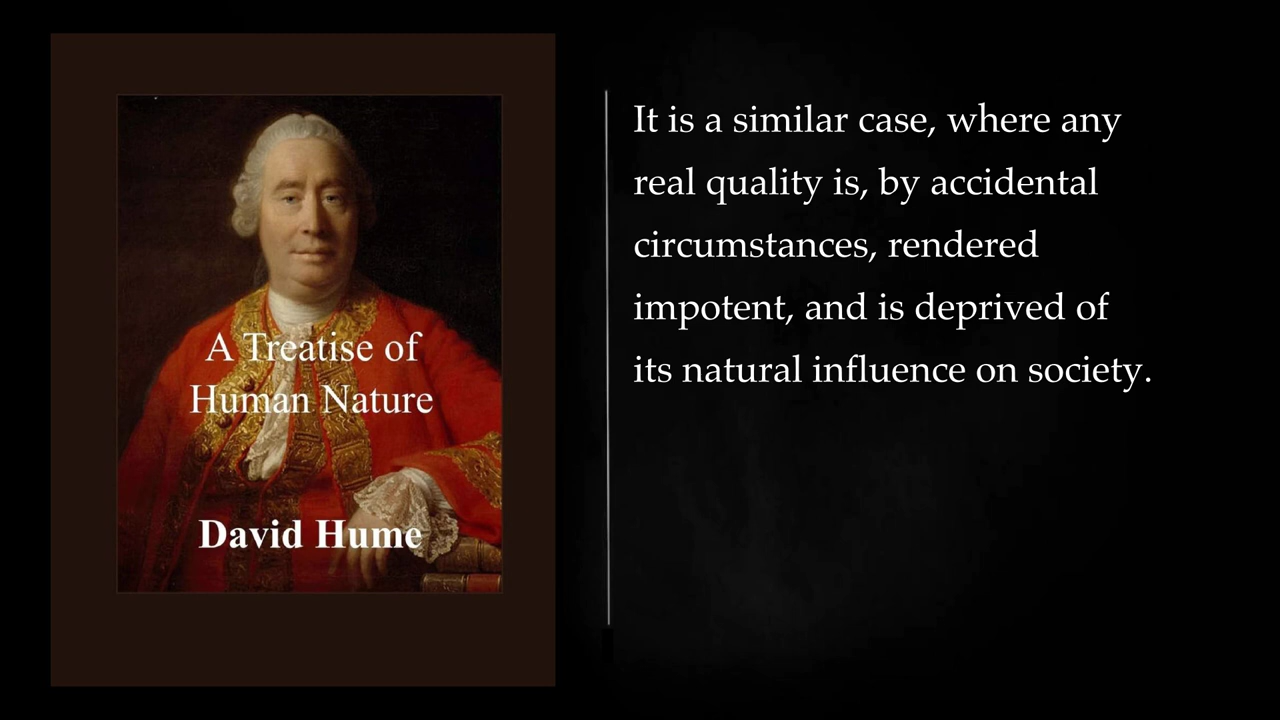 A Treatise of
Human Nature
David Hume
It is a similar case, where any
real quality is, by accidental
circumstances, rendered
impotent, and is deprived of
its natural influence on society.